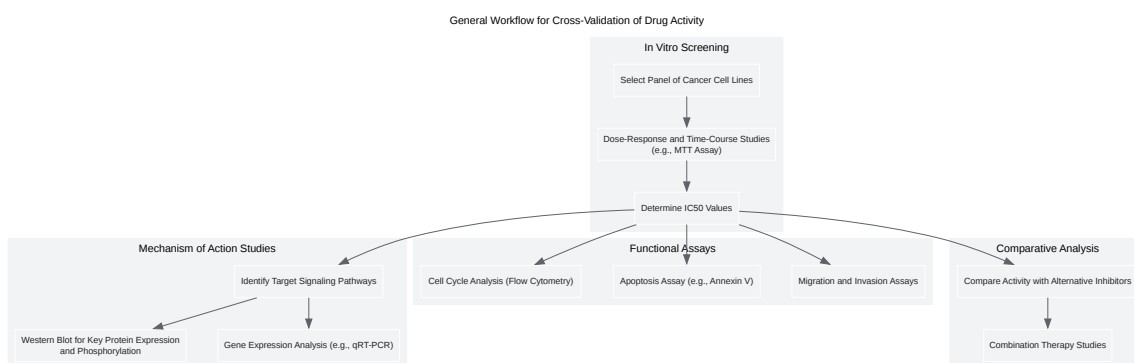 General Workflow for Cross-Validation of Drug Activity
In Vitro Screening
Select Panel of Cancer Cell Lines
Dose-Response and Time-Course Studies
(e.g., MTT Assay)
Determine IC50 Values
Mechanism of Action Studies
Identify Target Signaling Pathways
Western Blot for Key Protein Expression
and Phosphorylation
Gene Expression Analysis (e.g., qRT-PCR)
Functional Assays
Cell Cycle Analysis (Flow Cytometry)
Apoptosis Assay (e.g., Annexin V)
Migration and Invasion Assays
Comparative Analysis
Compare Activity with Alternative Inhibitors
Combination Therapy Studies